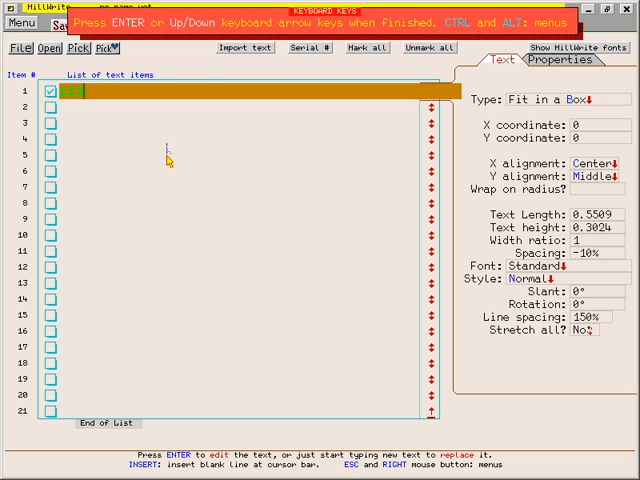 HillWrite
no name yet
KEYBOARD KEYS
Press ENTER or Up/Down keyboard arrow keys when finished. CTRL and ALT: menus
Menu
File Open Pick Pick Import text Serial # Mark all Unmark all Show MillWrite fonts
Text Properties
Item # List of text items
1
2
3
4
5
6
7
8
9
10
11
12
13
14
15
16
17
18
19
20
21
End of List
Type: Fit in a Box
X coordinate: 0
Y coordinate: 0
X alignment: Center
Y alignment: Middle
Wrap on radius?
Text Length: 0.5509
Text height: 0.3024
Width ratio: 1
Spacing: -10%
Font: Standard
Style: Normal
Slant: 0°
Rotation: 0°
Line spacing: 150%
Stretch all? No
Press ENTER to edit the text, or just start typing new text to replace it.
INSERT: insert blank line at cursor bar. ESC and RIGHT mouse button: menus